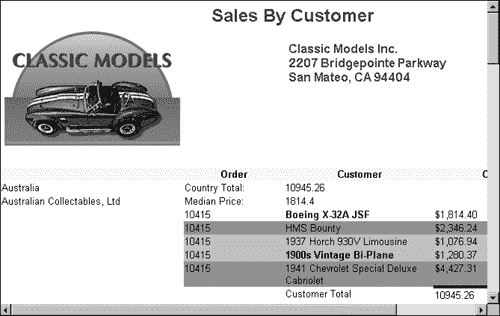 Sales By Customer
CLASSIC MODELS
Classic Models Inc.
2207 Bridgepointe Parkway
San Mateo, CA 94404
Order Customer C
Australia Country Total: 10945.26
Australian Collectables, Ltd Median Price: 1814.4
10415 Boeing X-32A JSF $1,814.40
10415 HMS Bounty $2,346.24
10415 1937 Horch 930V Limousine $1,076.94
10415 1900s Vintage Bi-Plane $1,280.37
10415 1941 Chevrolet Special Deluxe $4,427.31
Cabriolet
Customer Total 10945.26